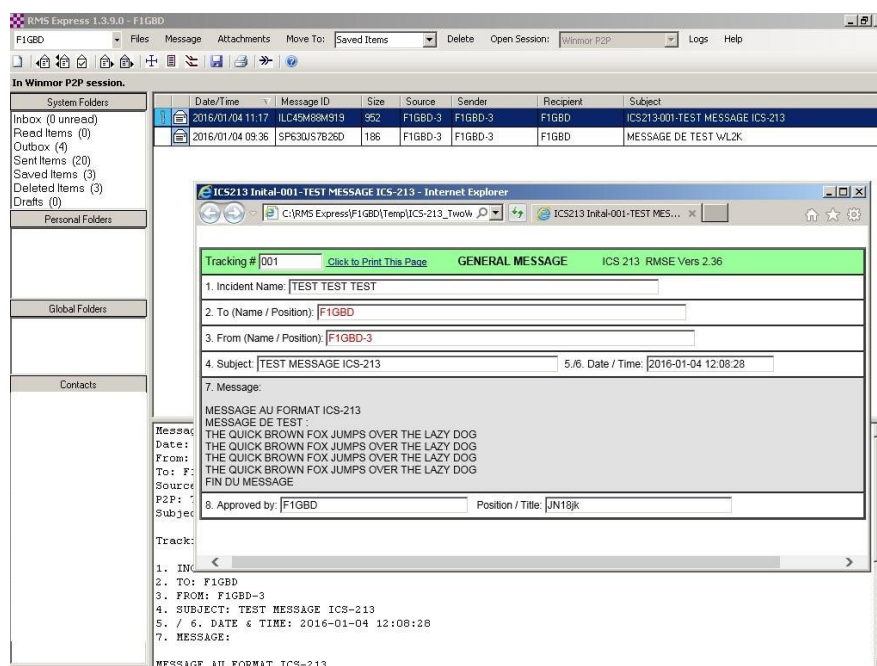 RMS Express 1.3.9.0 - F1GBD
F1GBD Files Message Attachments Move To: Saved Items Delete Open Session: Winmor P2P Logs Help
In Winmor P2P session.
System Folders
Inbox (0 unread)
Read Items (0)
Outbox (4)
Sent Items (20)
Saved Items (3)
Deleted Items (3)
Drafts (0)
Personal Folders
Global Folders
Contacts
Date/Time Message ID Size Source Sender Recipient Subject
2016/01/04 11:17 ILC45M88M919 952 F1GBD-3 F1GBD-3 F1GBD ICS213-001-TEST MESSAGE ICS-213
2016/01/04 09:36 SP630JS7B26D 186 F1GBD-3 F1GBD-3 F1GBD MESSAGE DE TEST WL2K
ICS213 Inital-001-TEST MESSAGE ICS-213 - Internet Explorer
C:\RMS Express\F1GBD\Temp\ICS-213_TwoW ICS213 Inital-001-TEST MES...
Tracking # 001 Click to Print This Page GENERAL MESSAGE ICS 213 RMSE Vers 2.36
1. Incident Name: TEST TEST TEST
2. To (Name / Position): F1GBD
3. From (Name / Position): F1GBD-3
4. Subject: TEST MESSAGE ICS-213 5./6. Date / Time: 2016-01-04 12:08:28
7. Message:
MESSAGE AU FORMAT ICS-213
MESSAGE DE TEST :
THE QUICK BROWN FOX JUMPS OVER THE LAZY DOG
THE QUICK BROWN FOX JUMPS OVER THE LAZY DOG
THE QUICK BROWN FOX JUMPS OVER THE LAZY DOG
THE QUICK BROWN FOX JUMPS OVER THE LAZY DOG
FIN DU MESSAGE
8. Approved by: F1GBD Position / Title: JN18jk
Messag
Date:
From:
To: F
Source
P2P:
Subjec
Track:
1. IN
2. TO: F1GBD
3. FROM: F1GBD-3
4. SUBJECT: TEST MESSAGE ICS-213
5. / 6. DATE & TIME: 2016-01-04 12:08:28
7. MESSAGE:
MESSAGE AU FORMAT ICS-213